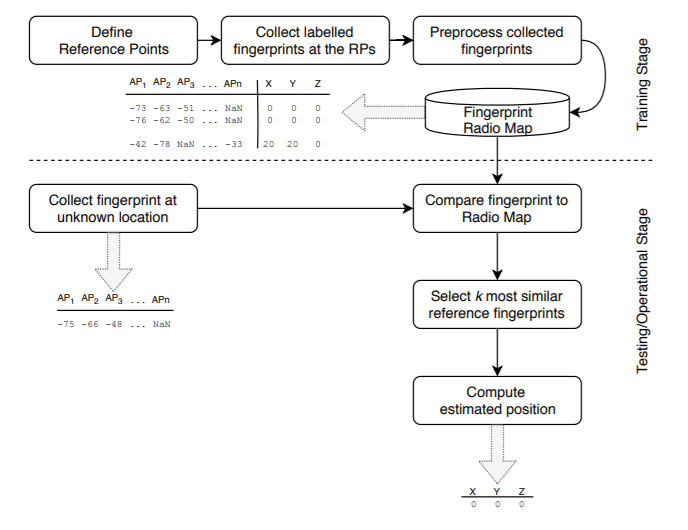 Define
Reference Points
Collect labelled
fingerprints at the RPs
Preprocess collected
fingerprints
Training Stage
AP1 AP2 AP3 ... APn X Y Z
-73 -63 -51 ... NaN 0 0 0
-76 -62 -50 ... NaN 0 0 0
-42 -78 NaN ... -33 20 20 0
Fingerprint
Radio Map
Collect fingerprint at
unknown location
Compare fingerprint to
Radio Map
Testing/Operational Stage
AP1 AP2 AP3 ... APn
-75 -66 -48 ... NaN
Select k most similar
reference fingerprints
Compute
estimated position
X Y Z
0 0 0